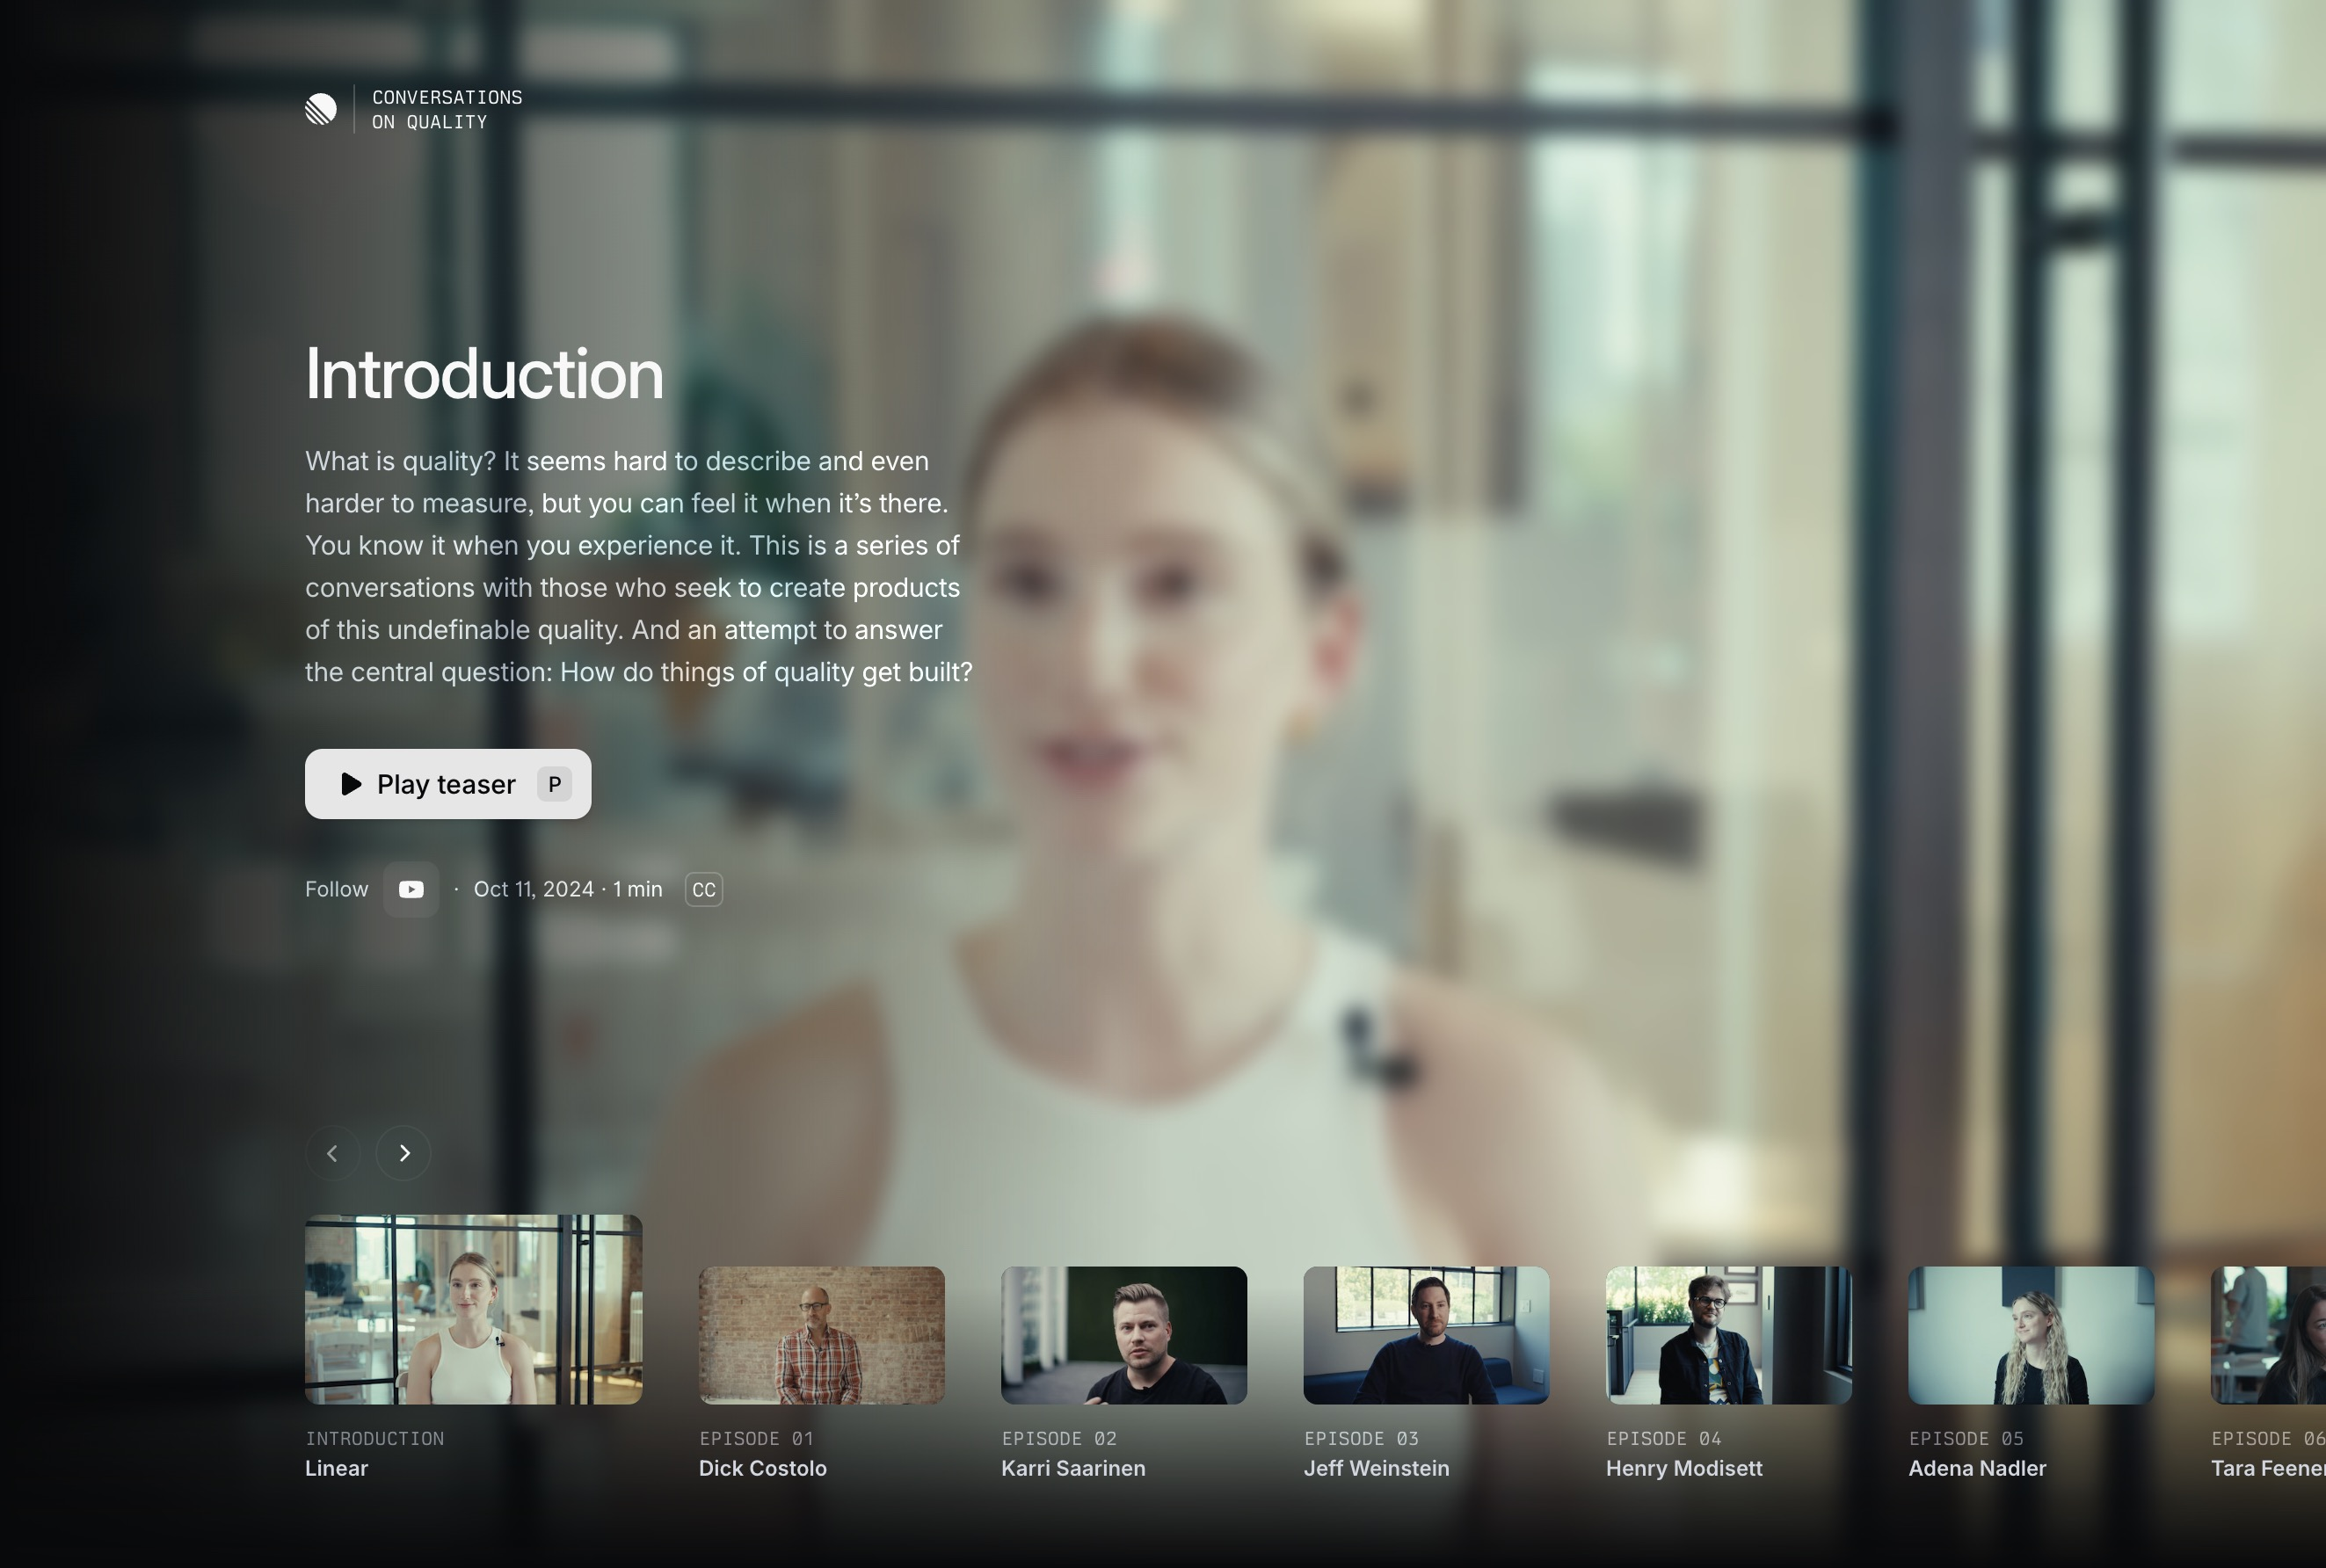 CONVERSATIONS
ON QUALITY
Introduction
What is quality? It seems hard to describe and even
harder to measure, but you can feel it when it’s there.
You know it when you experience it. This is a series of
conversations with those who seek to create products
of this undefinable quality. And an attempt to answer
the central question: How do things of quality get built?
Play teaser P
Follow · Oct 11, 2024 · 1 min CC
INTRODUCTION
Linear
EPISODE 01
Dick Costolo
EPISODE 02
Karri Saarinen
EPISODE 03
Jeff Weinstein
EPISODE 04
Henry Modisett
EPISODE 05
Adena Nadler
EPISODE 06
Tara